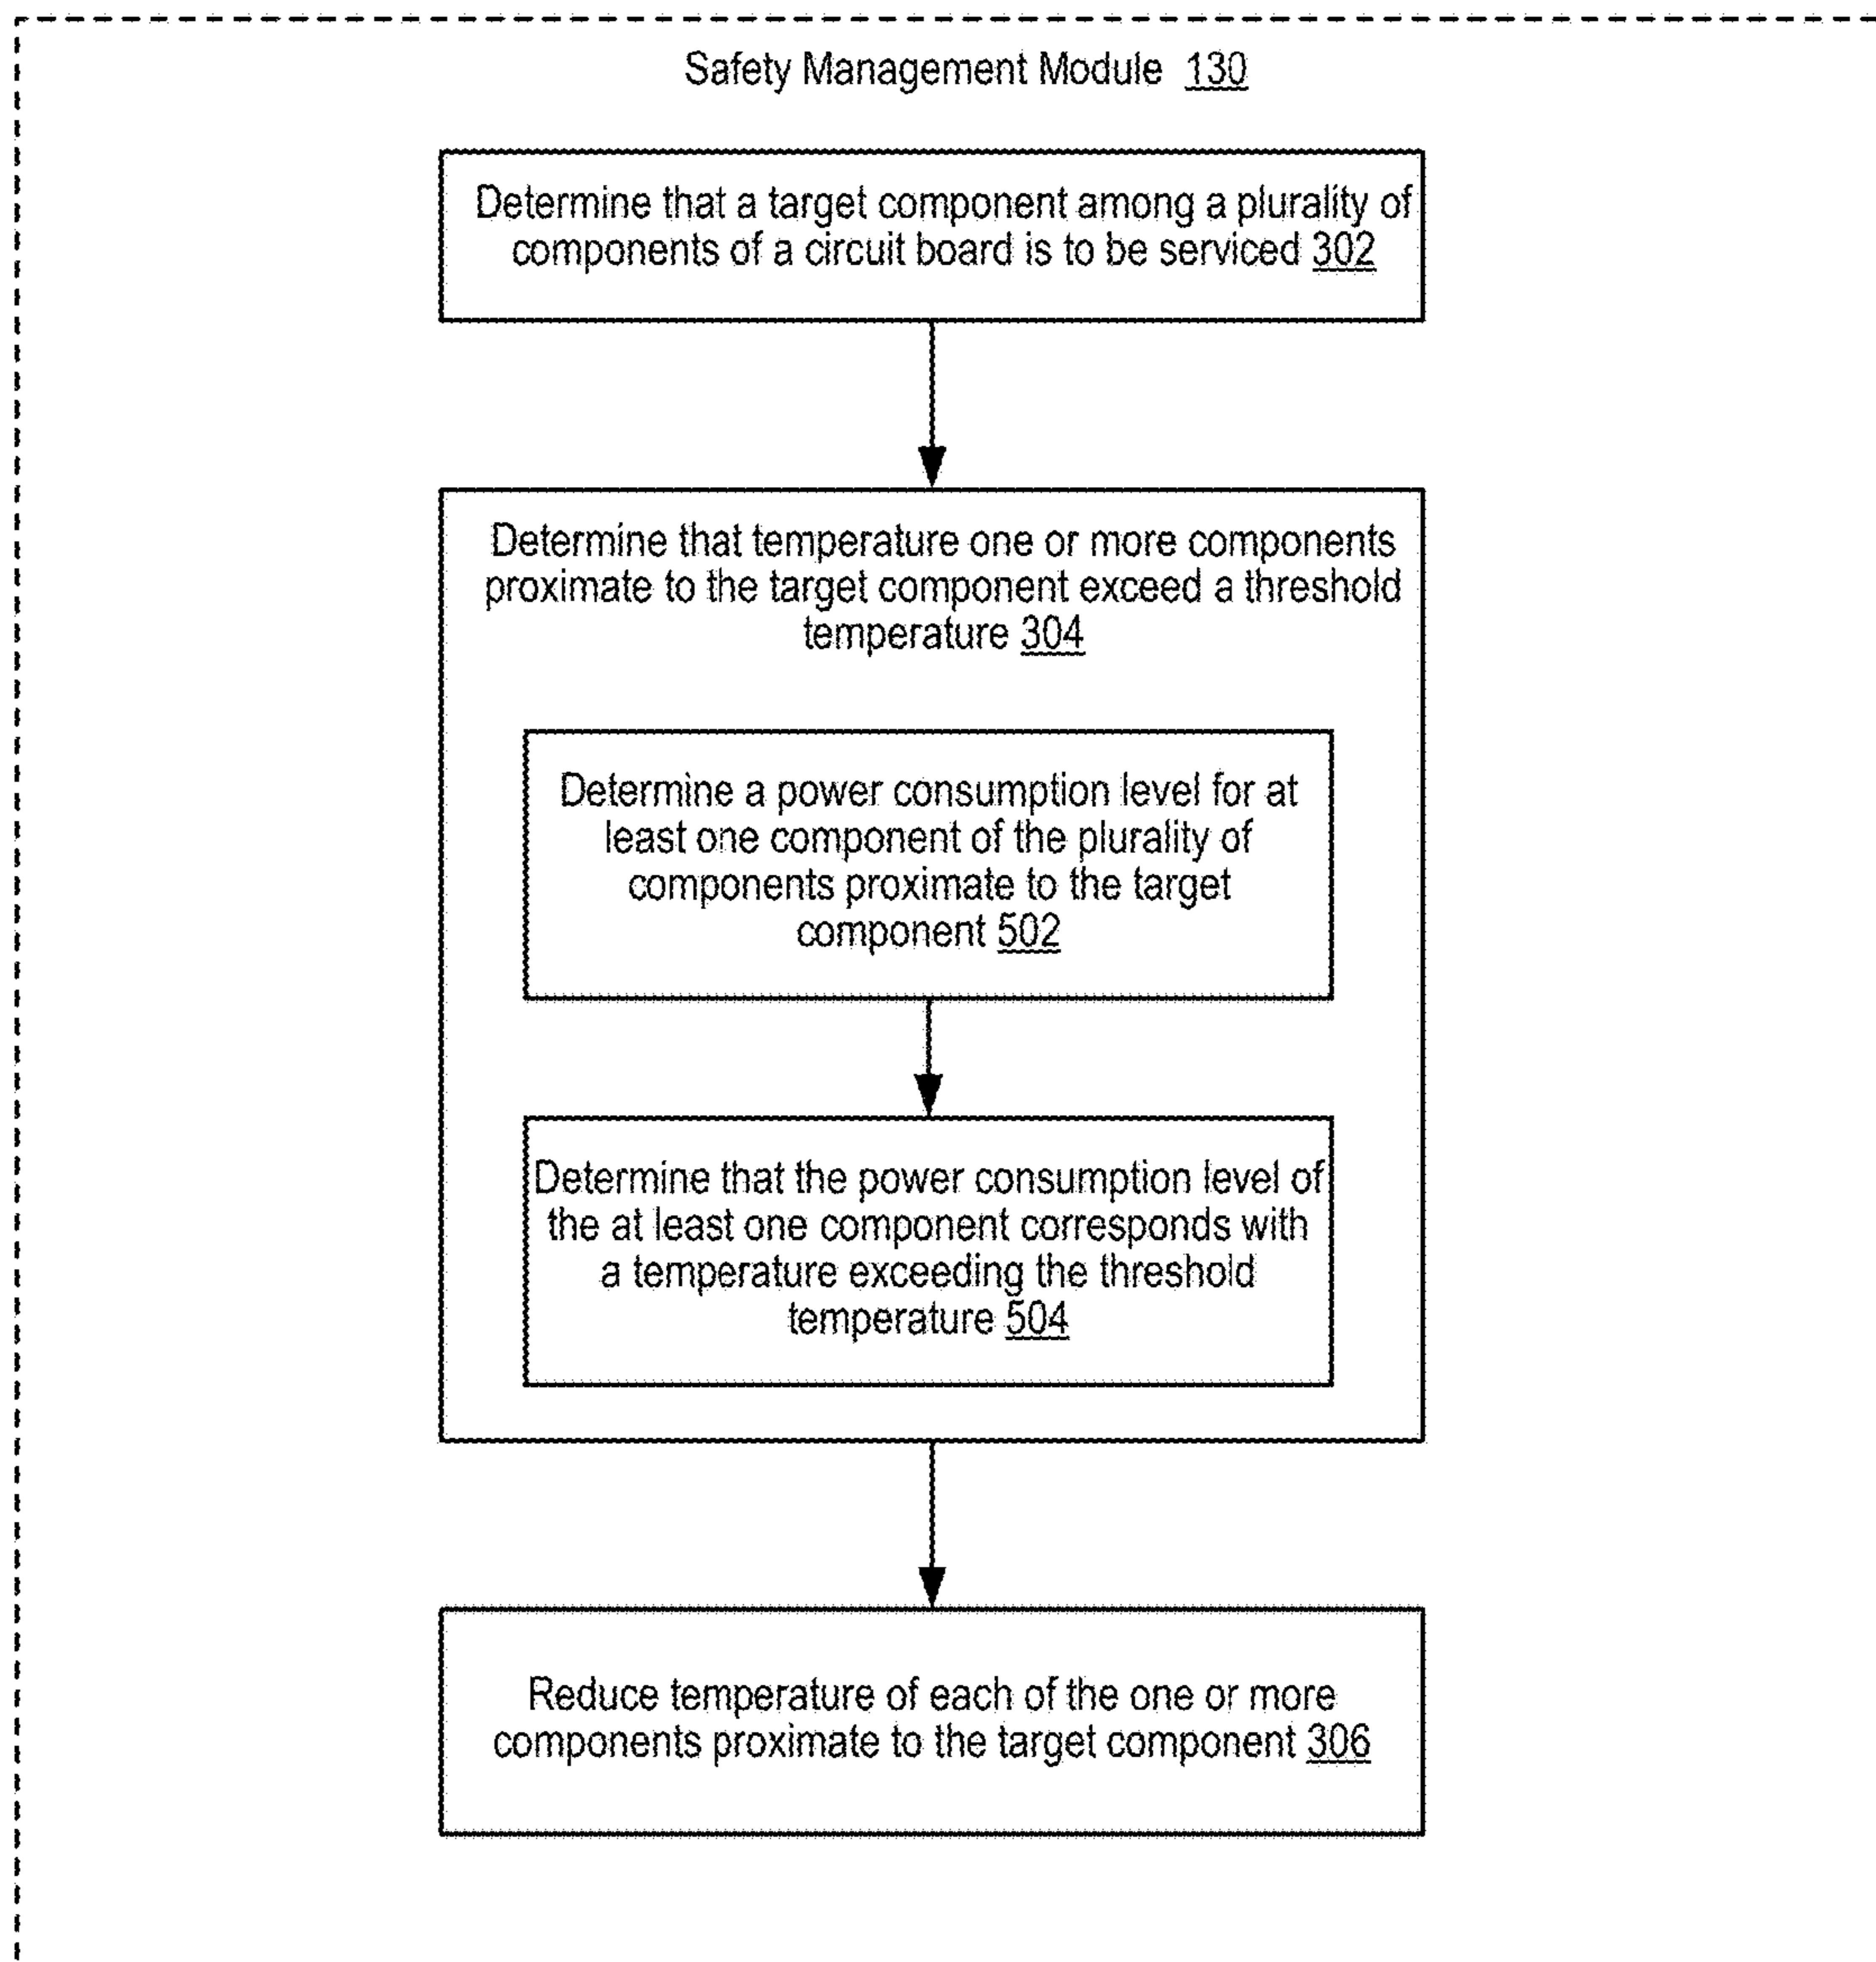 Safety Management Module 130
Determine that a target component among a plurality of
components of a circuit board is to be serviced 302
Determine that temperature one or more components
proximate to the target component exceed a threshold
temperature 304
Determine a power consumption level for at
least one component of the plurality of
components proximate to the target
component 502
Determine that the power consumption level of
the at least one component corresponds with
a temperature exceeding the threshold
temperature 504
Reduce temperature of each of the one or more
components proximate to the target component 306